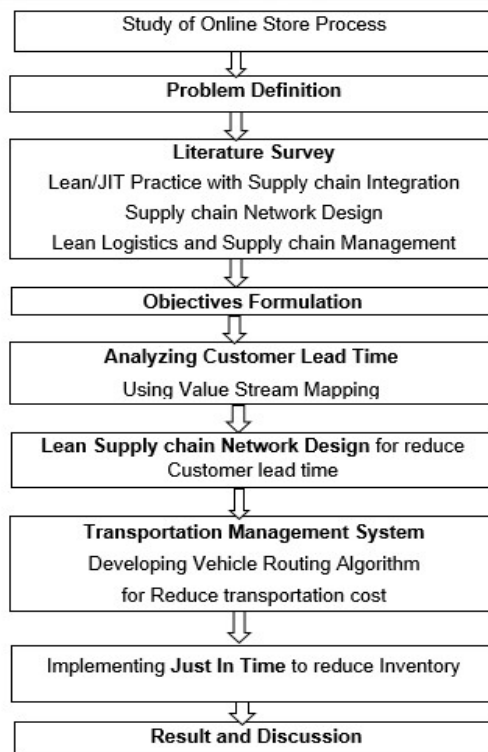 Study of Online Store Process
Problem Definition
Literature Survey
Lean/JIT Practice with Supply chain Integration
Supply chain Network Design
Lean Logistics and Supply chain Management
Objectives Formulation
Analyzing Customer Lead Time
Using Value Stream Mapping
Lean Supply chain Network Design for reduce
Customer lead time
Transportation Management System
Developing Vehicle Routing Algorithm
for Reduce transportation cost
Implementing Just In Time to reduce Inventory
Result and Discussion